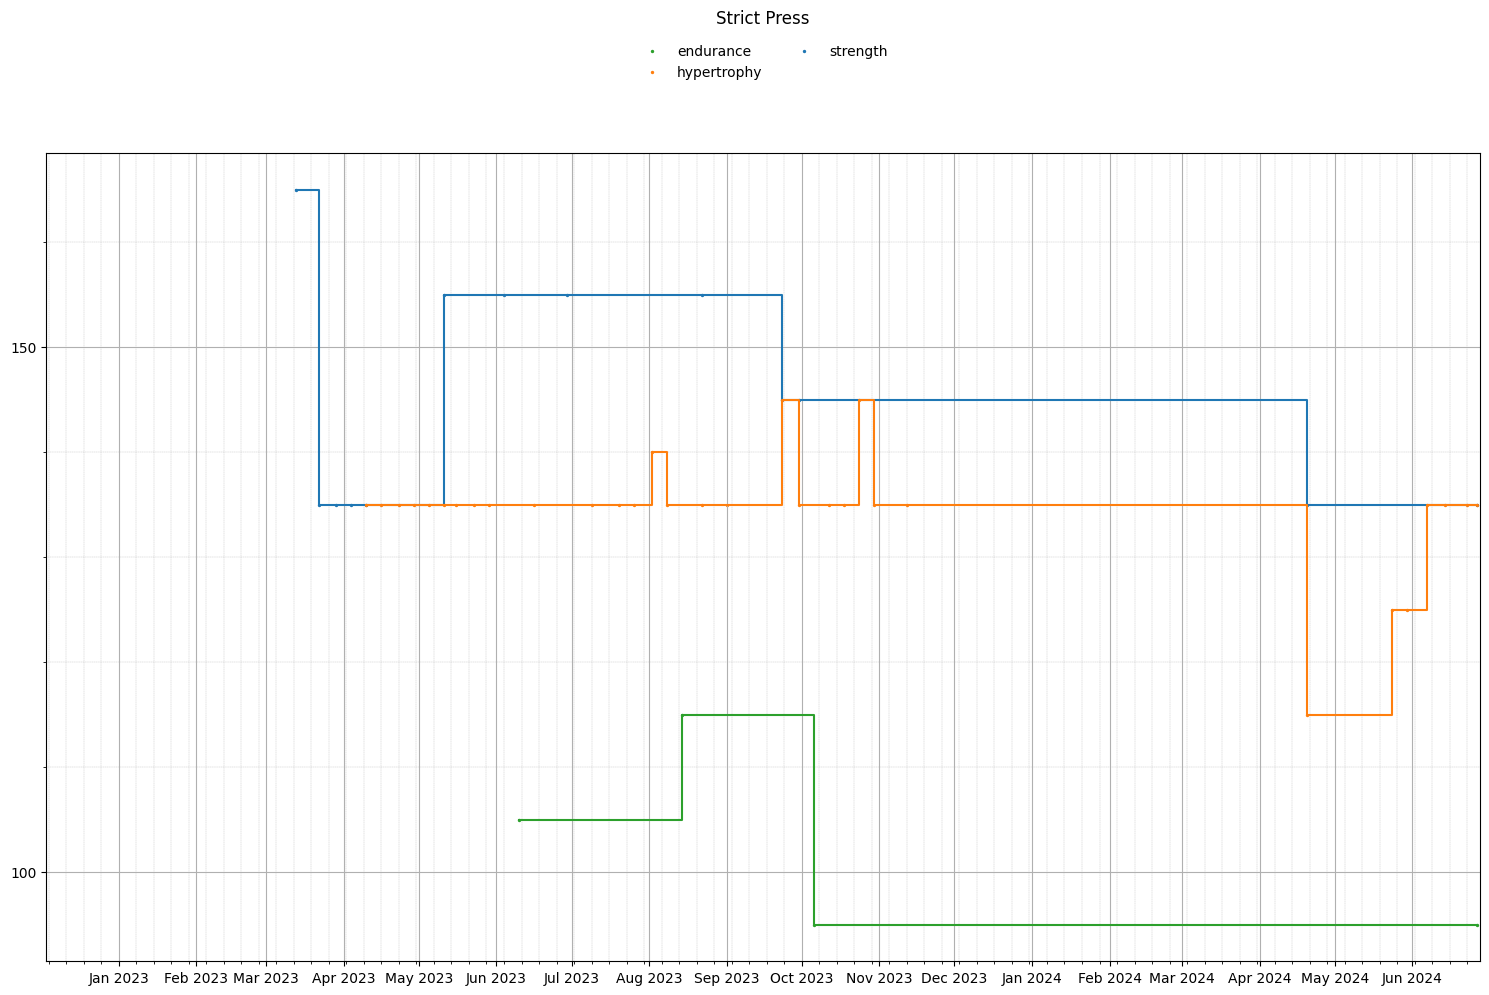 Strict Press
endurance strength
hypertrophy
150
100
Jan 2023 Feb 2023 Mar 2023 Apr 2023 May 2023 Jun 2023 Jul 2023 Aug 2023 Sep 2023 Oct 2023 Nov 2023 Dec 2023 Jan 2024 Feb 2024 Mar 2024 Apr 2024 May 2024 Jun 2024